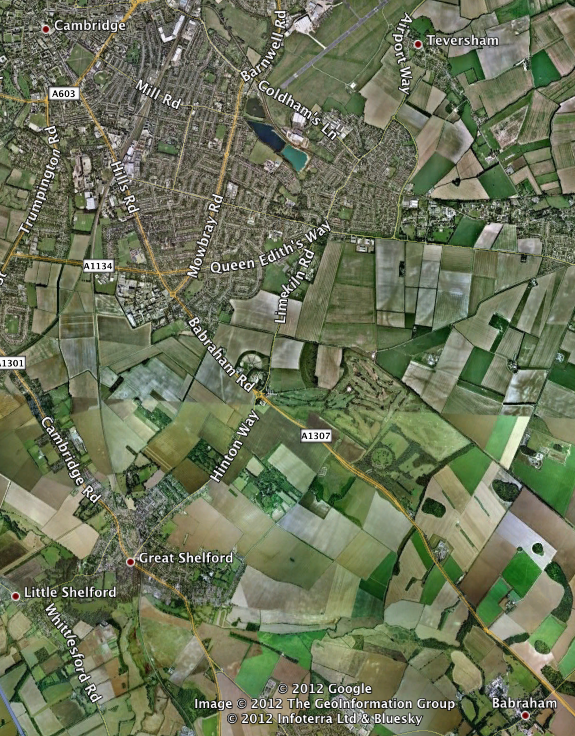 Cambridge
Teversham
Barnwell Rd
Airport Way
A603
Mill Rd
Coldham's Ln
Trumpington Rd
Hills Rd
Mowbray Rd
Queen Edith's Way
A1134
Limekiln Rd
Babraham Rd
A1301
Hinton Way
A1307
Cambridge Rd
Great Shelford
Little Shelford
Whittlesford Rd
© 2012 Google
Image © 2012 The GeoInformation Group
© 2012 Infoterra Ltd & Bluesky
Babraham